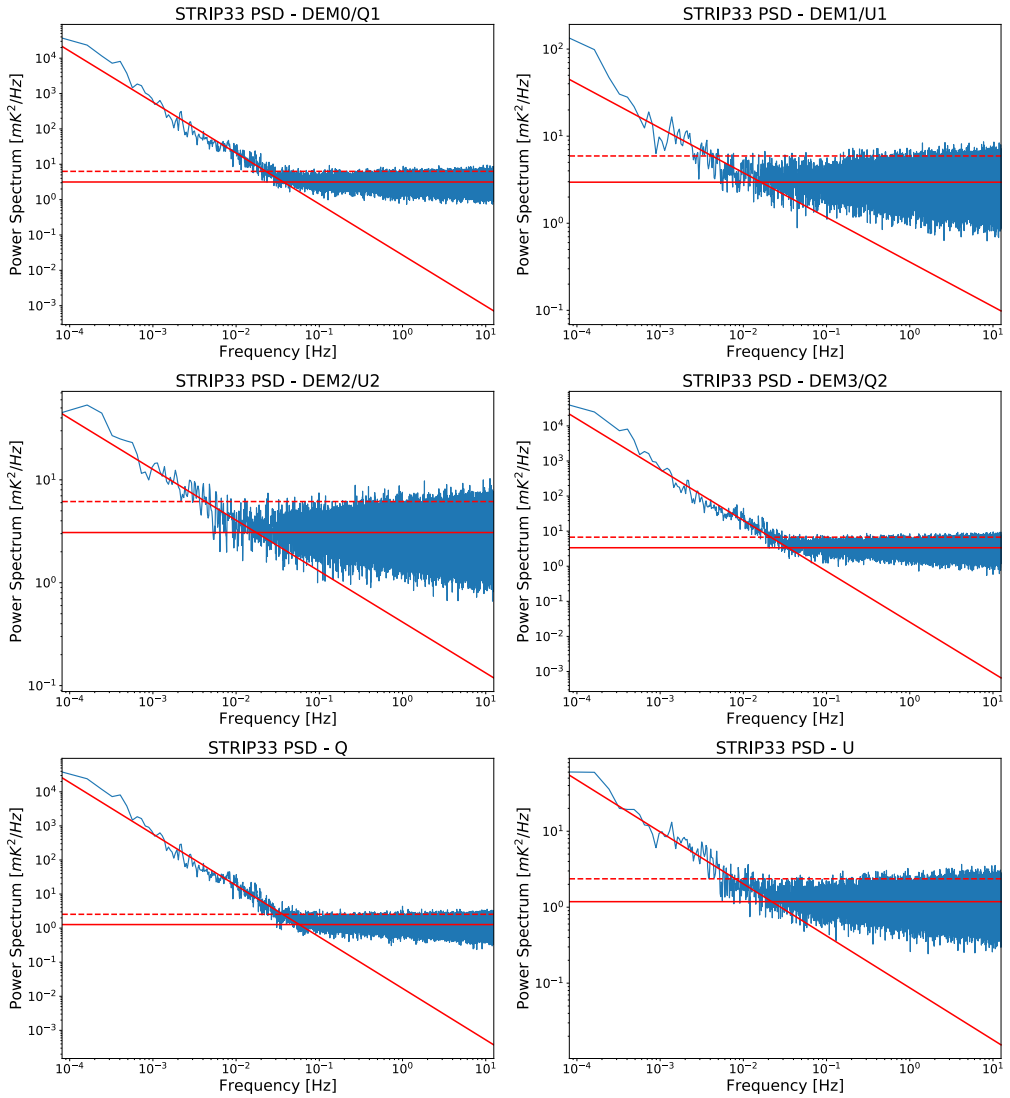 STRIP33 PSD - DEM0/Q1
Power Spectrum [mK²/Hz]
10⁴
10³
10²
10¹
10⁰
10⁻¹
10⁻²
10⁻³
10⁻⁴ 10⁻³ 10⁻² 10⁻¹ 10⁰ 10¹
Frequency [Hz]
STRIP33 PSD - DEM1/U1
Power Spectrum [mK²/Hz]
10²
10¹
10⁰
10⁻¹
10⁻⁴ 10⁻³ 10⁻² 10⁻¹ 10⁰ 10¹
Frequency [Hz]
STRIP33 PSD - DEM2/U2
Power Spectrum [mK²/Hz]
10¹
10⁰
10⁻¹
10⁻⁴ 10⁻³ 10⁻² 10⁻¹ 10⁰ 10¹
Frequency [Hz]
STRIP33 PSD - DEM3/Q2
Power Spectrum [mK²/Hz]
10⁴
10³
10²
10¹
10⁰
10⁻¹
10⁻²
10⁻³
10⁻⁴ 10⁻³ 10⁻² 10⁻¹ 10⁰ 10¹
Frequency [Hz]
STRIP33 PSD - Q
Power Spectrum [mK²/Hz]
10⁴
10³
10²
10¹
10⁰
10⁻¹
10⁻²
10⁻³
10⁻⁴ 10⁻³ 10⁻² 10⁻¹ 10⁰ 10¹
Frequency [Hz]
STRIP33 PSD - U
Power Spectrum [mK²/Hz]
10¹
10⁰
10⁻¹
10⁻⁴ 10⁻³ 10⁻² 10⁻¹ 10⁰ 10¹
Frequency [Hz]